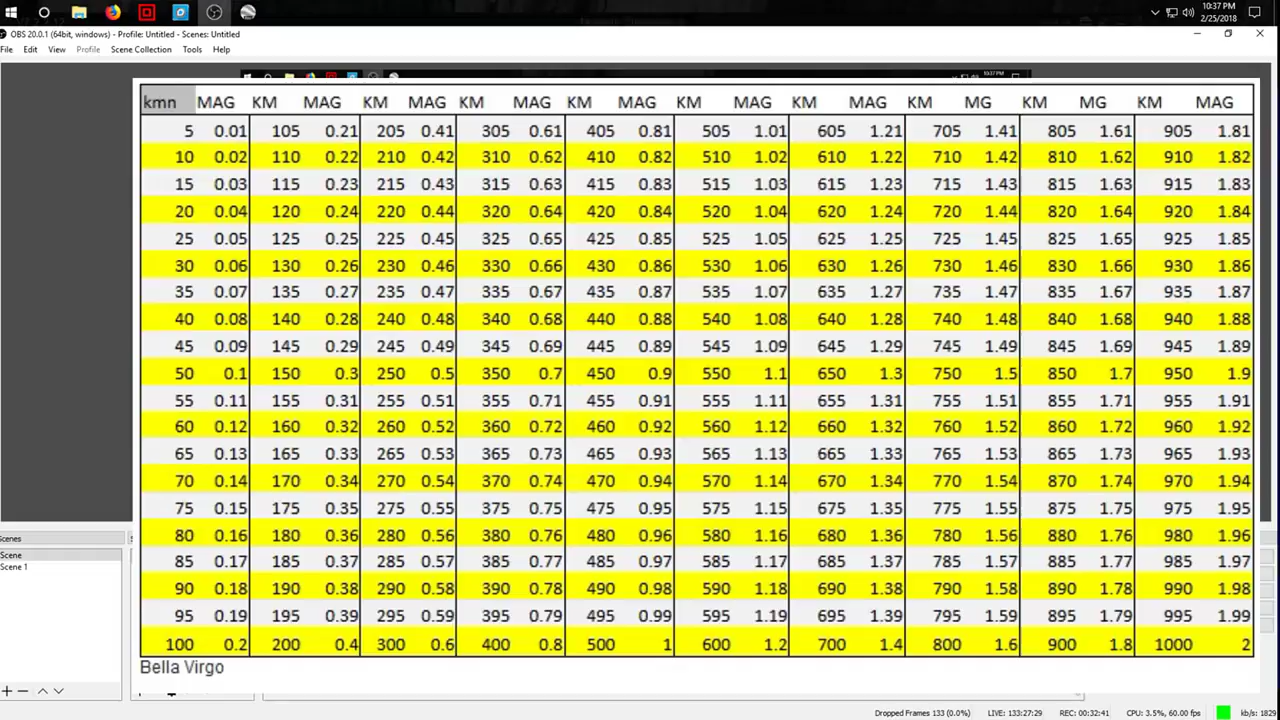 10:37 PM
2/25/2018
OBS 20.0.1 (64bit, windows) - Profile: Untitled - Scenes: Untitled
File Edit View Profile Scene Collection Tools Help
kmn MAG KM MAG KM MAG KM MAG KM MAG KM MAG KM MAG KM MG KM MG KM MAG
5 0.01 105 0.21 205 0.41 305 0.61 405 0.81 505 1.01 605 1.21 705 1.41 805 1.61 905 1.81
10 0.02 110 0.22 210 0.42 310 0.62 410 0.82 510 1.02 610 1.22 710 1.42 810 1.62 910 1.82
15 0.03 115 0.23 215 0.43 315 0.63 415 0.83 515 1.03 615 1.23 715 1.43 815 1.63 915 1.83
20 0.04 120 0.24 220 0.44 320 0.64 420 0.84 520 1.04 620 1.24 720 1.44 820 1.64 920 1.84
25 0.05 125 0.25 225 0.45 325 0.65 425 0.85 525 1.05 625 1.25 725 1.45 825 1.65 925 1.85
30 0.06 130 0.26 230 0.46 330 0.66 430 0.86 530 1.06 630 1.26 730 1.46 830 1.66 930 1.86
35 0.07 135 0.27 235 0.47 335 0.67 435 0.87 535 1.07 635 1.27 735 1.47 835 1.67 935 1.87
40 0.08 140 0.28 240 0.48 340 0.68 440 0.88 540 1.08 640 1.28 740 1.48 840 1.68 940 1.88
45 0.09 145 0.29 245 0.49 345 0.69 445 0.89 545 1.09 645 1.29 745 1.49 845 1.69 945 1.89
50 0.1 150 0.3 250 0.5 350 0.7 450 0.9 550 1.1 650 1.3 750 1.5 850 1.7 950 1.9
55 0.11 155 0.31 255 0.51 355 0.71 455 0.91 555 1.11 655 1.31 755 1.51 855 1.71 955 1.91
60 0.12 160 0.32 260 0.52 360 0.72 460 0.92 560 1.12 660 1.32 760 1.52 860 1.72 960 1.92
65 0.13 165 0.33 265 0.53 365 0.73 465 0.93 565 1.13 665 1.33 765 1.53 865 1.73 965 1.93
70 0.14 170 0.34 270 0.54 370 0.74 470 0.94 570 1.14 670 1.34 770 1.54 870 1.74 970 1.94
75 0.15 175 0.35 275 0.55 375 0.75 475 0.95 575 1.15 675 1.35 775 1.55 875 1.75 975 1.95
80 0.16 180 0.36 280 0.56 380 0.76 480 0.96 580 1.16 680 1.36 780 1.56 880 1.76 980 1.96
85 0.17 185 0.37 285 0.57 385 0.77 485 0.97 585 1.17 685 1.37 785 1.57 885 1.77 985 1.97
90 0.18 190 0.38 290 0.58 390 0.78 490 0.98 590 1.18 690 1.38 790 1.58 890 1.78 990 1.98
95 0.19 195 0.39 295 0.59 395 0.79 495 0.99 595 1.19 695 1.39 795 1.59 895 1.79 995 1.99
100 0.2 200 0.4 300 0.6 400 0.8 500 1 600 1.2 700 1.4 800 1.6 900 1.8 1000 2
Bella Virgo
Scenes
Scene
Scene 1
Dropped Frames 133 (0.0%) LIVE: 133:27:29 REC: 00:32:41 CPU: 3.5%, 60.00 fps kb/s: 1829